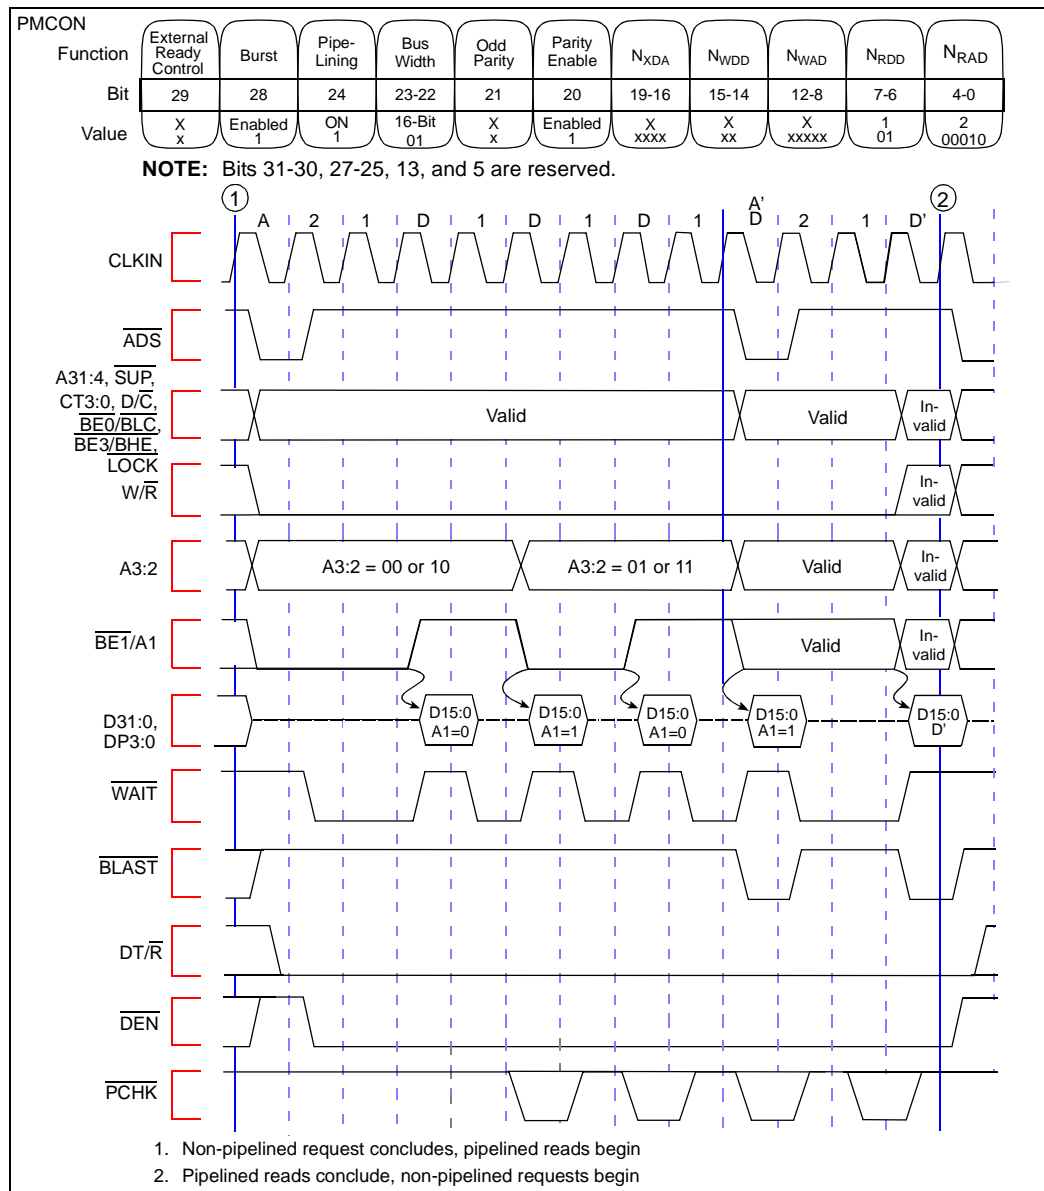 PMCON
Function External Ready Control Burst Pipe-Lining Bus Width Odd Parity Parity Enable NXDA NWDD NWAD NRDD NRAD
Bit 29 28 24 23-22 21 20 19-16 15-14 12-8 7-6 4-0
Value X x Enabled 1 ON 1 16-Bit 01 X x Enabled 1 X xxxx X xx X xxxxx 1 01 2 00010
NOTE: Bits 31-30, 27-25, 13, and 5 are reserved.
1 2
A 2 1 D 1 D 1 D 1 A' D 2 1 D'
CLKIN
ADS
A31:4, SUP,
CT3:0, D/C,
BE0/BLC,
BE3/BHE,
LOCK
Valid Valid In-valid
W/R In-valid
A3:2 A3:2 = 00 or 10 A3:2 = 01 or 11 Valid In-valid
BE1/A1 Valid In-valid
D31:0,
DP3:0
D15:0 D15:0 D15:0 D15:0 D15:0
A1=0 A1=1 A1=0 A1=1 D'
WAIT
BLAST
DT/R
DEN
PCHK
1. Non-pipelined request concludes, pipelined reads begin
2. Pipelined reads conclude, non-pipelined requests begin